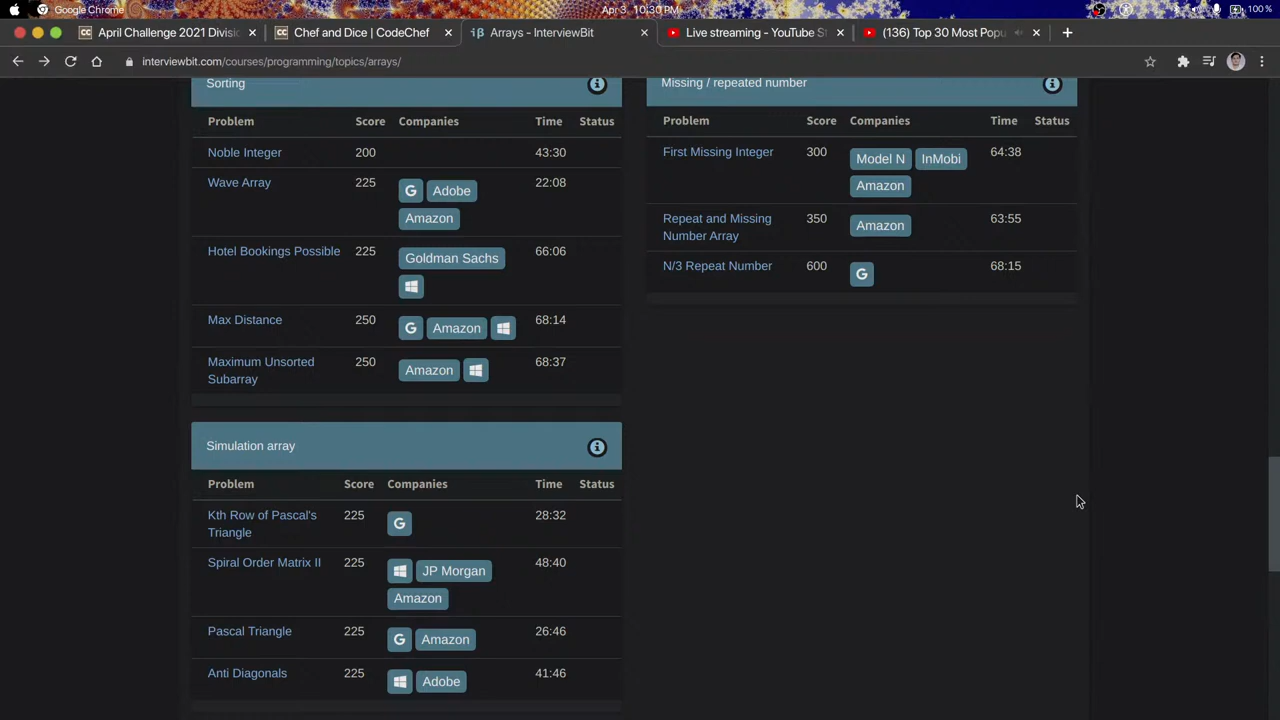 Google Chrome
Apr 3, 10:30 PM
100 %
CC April Challenge 2021 Divisi
CC Chef and Dice | CodeChef
Arrays - InterviewBit
Live streaming - YouTube St
(136) Top 30 Most Popu
interviewbit.com/courses/programming/topics/arrays/
Sorting
Problem Score Companies Time Status
Noble Integer 200 43:30
Wave Array 225 G Adobe 22:08
Amazon
Hotel Bookings Possible 225 Goldman Sachs 66:06
Max Distance 250 G Amazon 68:14
Maximum Unsorted 250 Amazon 68:37
Subarray
Missing / repeated number
Problem Score Companies Time Status
First Missing Integer 300 Model N InMobi 64:38
Amazon
Repeat and Missing 350 Amazon 63:55
Number Array
N/3 Repeat Number 600 G 68:15
Simulation array
Problem Score Companies Time Status
Kth Row of Pascal's 225 G 28:32
Triangle
Spiral Order Matrix II 225 JP Morgan 48:40
Amazon
Pascal Triangle 225 G Amazon 26:46
Anti Diagonals 225 Adobe 41:46